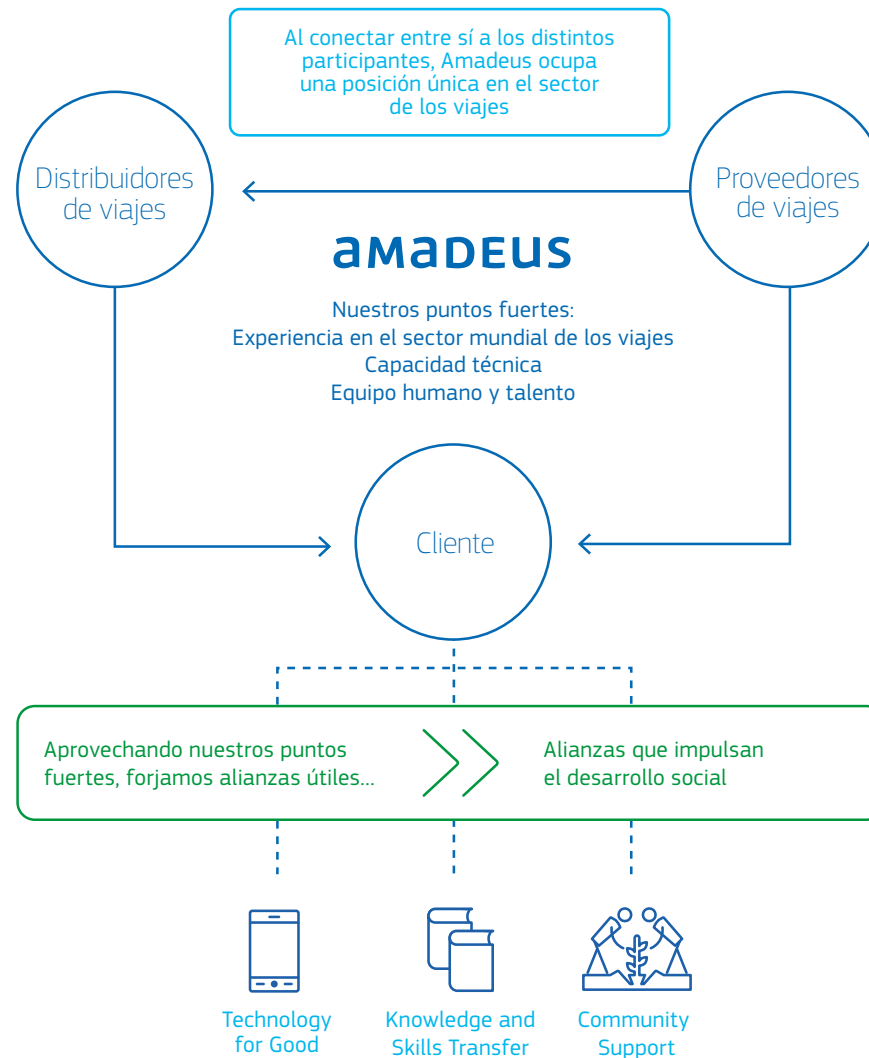 Al conectar entre sí a los distintos
participantes, Amadeus ocupa
una posición única en el sector
de los viajes
Distribuidores
de viajes
Proveedores
de viajes
amadeus
Nuestros puntos fuertes:
Experiencia en el sector mundial de los viajes
Capacidad técnica
Equipo humano y talento
Cliente
Aprovechando nuestros puntos
fuertes, forjamos alianzas útiles...
Alianzas que impulsan
el desarrollo social
Technology
for Good
Knowledge and
Skills Transfer
Community
Support